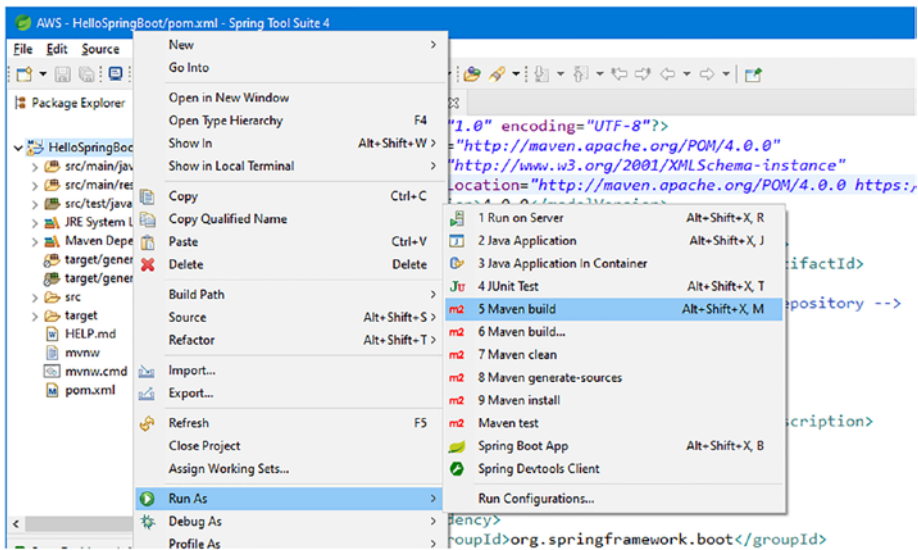 AWS - HelloSpringBoot/pom.xml - Spring Tool Suite 4
File Edit Source
Package Explorer
HelloSpringBoc
src/main/jav
src/main/res
src/test/java
JRE System L
Maven Depe
target/gener
target/gener
src
target
HELP.md
mvnw
mvnw.cmd
pom.xml
New
Go Into
Open in New Window
Open Type Hierarchy F4
Show In Alt+Shift+W
Show in Local Terminal
Copy Ctrl+C
Copy Qualified Name
Paste Ctrl+V
Delete Delete
Build Path
Source Alt+Shift+S
Refactor Alt+Shift+T
Import...
Export...
Refresh F5
Close Project
Assign Working Sets...
Run As
Debug As
Profile As
1 Run on Server Alt+Shift+X, R
2 Java Application Alt+Shift+X, J
3 Java Application In Container
4 JUnit Test Alt+Shift+X, T
5 Maven build Alt+Shift+X, M
6 Maven build...
7 Maven clean
8 Maven generate-sources
9 Maven install
Maven test
Spring Boot App Alt+Shift+X, B
Spring Devtools Client
Run Configurations...
"1.0" encoding="UTF-8"?>
="http://maven.apache.org/POM/4.0.0"
"http://www.w3.org/2001/XMLSchema-instance"
Location="http://maven.apache.org/POM/4.0.0 https:/
ifactId>
pository -->
cription>
dency>
roupId>org.springframework.boot</groupId>